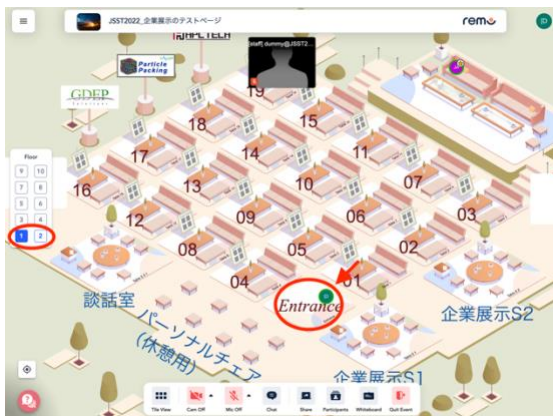 JSST2022_企業展示のテストページ
remo
JD
[staff] dummy@JSST2...
Particle
Packing
GDEP
Solutions
19
18
15
17
14
11
16
13
10
07
12
09
06
03
08
05
02
04
01
Entrance
談話室
パーソナルチェア
(休憩用)
企業展示S1
企業展示S2
Floor
9 10
7 8
5 6
3 4
1 2
Tile View
Cam Off
Mic Off
Chat
Share
Participants
Whiteboard
Quit Event